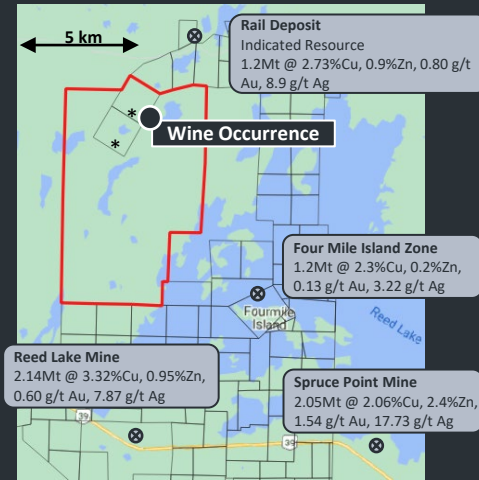 5 km
Rail Deposit
Indicated Resource
1.2Mt @ 2.73%Cu, 0.9%Zn, 0.80 g/t
Au, 8.9 g/t Ag
*
*
Wine Occurrence
Four Mile Island Zone
1.2Mt @ 2.3%Cu, 0.2%Zn,
0.13 g/t Au, 3.22 g/t Ag
Fourmile
Island
Reed Lake
Reed Lake Mine
2.14Mt @ 3.32%Cu, 0.95%Zn,
0.60 g/t Au, 7.87 g/t Ag
Spruce Point Mine
2.05Mt @ 2.06%Cu, 2.4%Zn,
1.54 g/t Au, 17.73 g/t Ag
39
39